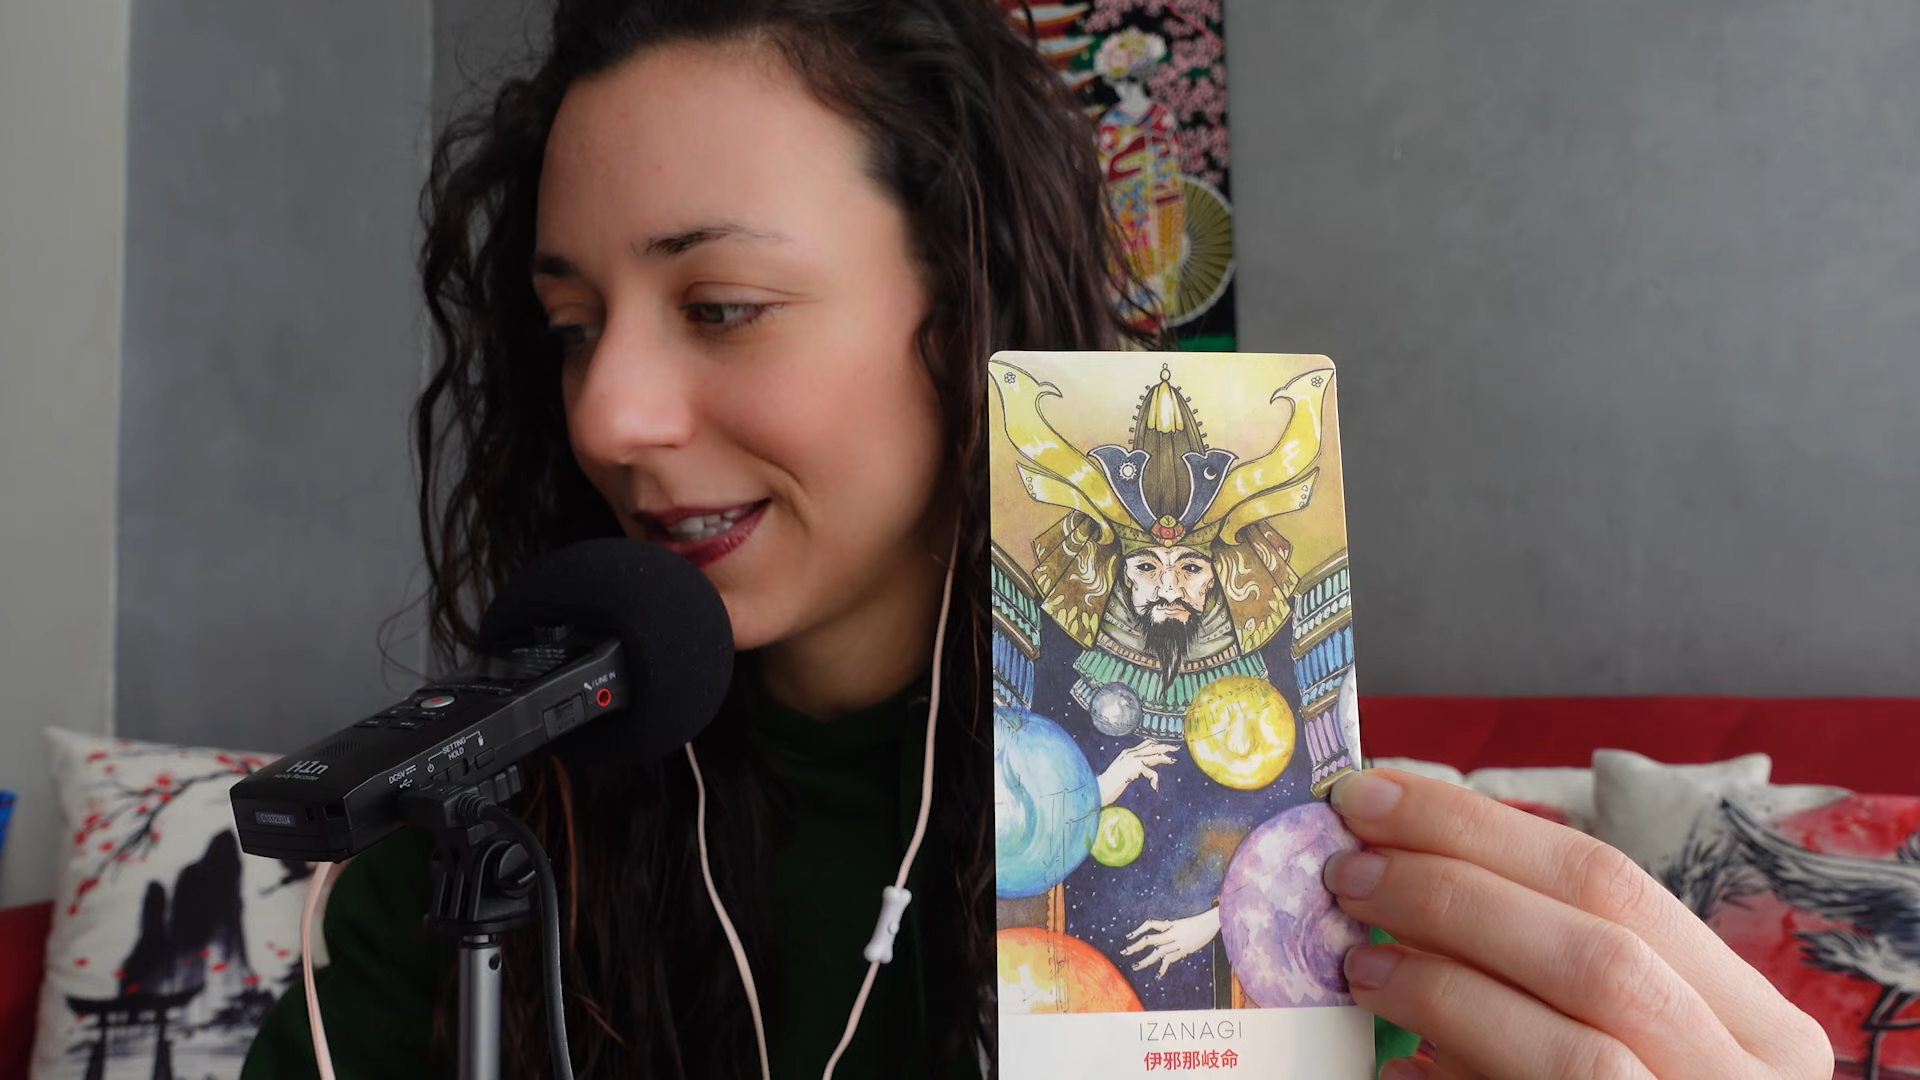 / LINE IN
SETTING
HOLD
DC5V
H1n
Handy Recorder
IZANAGI
伊邪那岐命